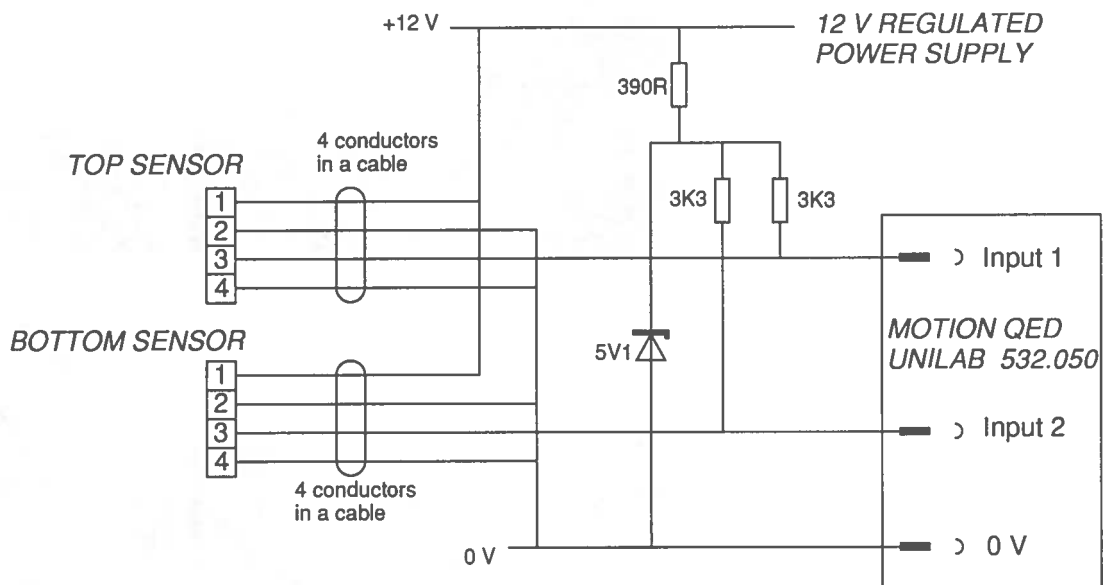 +12 V
12 V REGULATED
POWER SUPPLY
390R
4 conductors
in a cable
TOP SENSOR
1
2
3
4
3K3
3K3
Input 1
BOTTOM SENSOR
MOTION QED
UNILAB 532.050
5V1
1
2
3
4
Input 2
4 conductors
in a cable
0 V
0 V